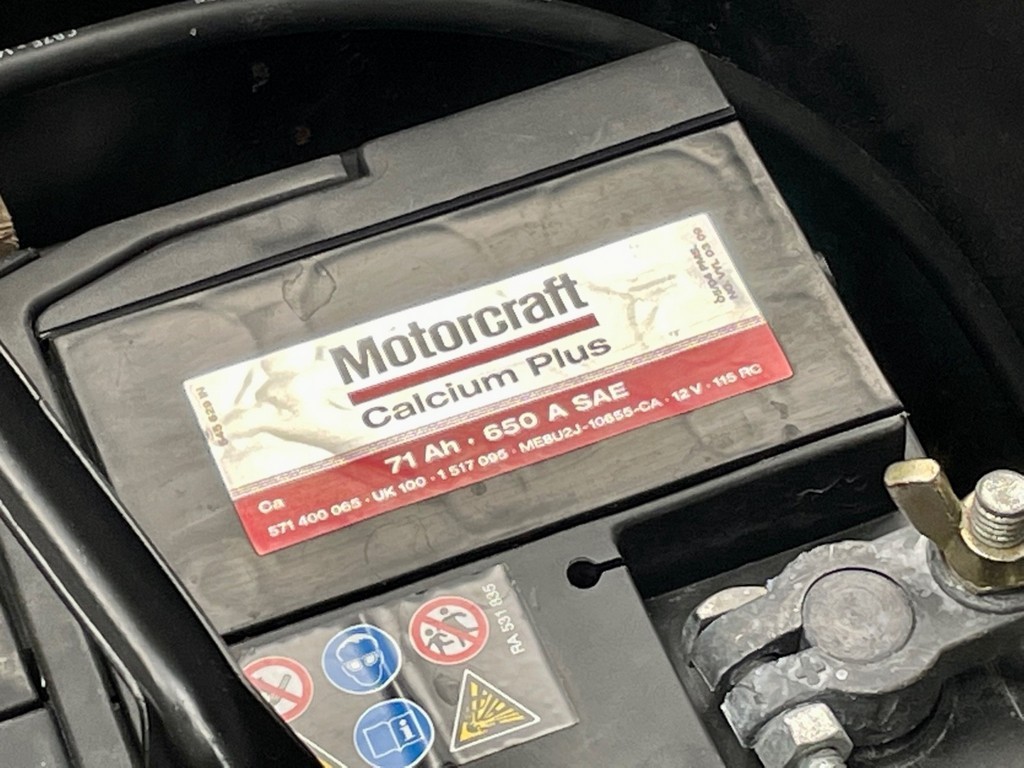 Motorcraft
Calcium Plus
71 Ah · 650 A SAE
Ca
571 400 065 · UK 100 · 1 517 095 · ME8U2J-10655-CA · 12 V · 115 RC
RA 531 835